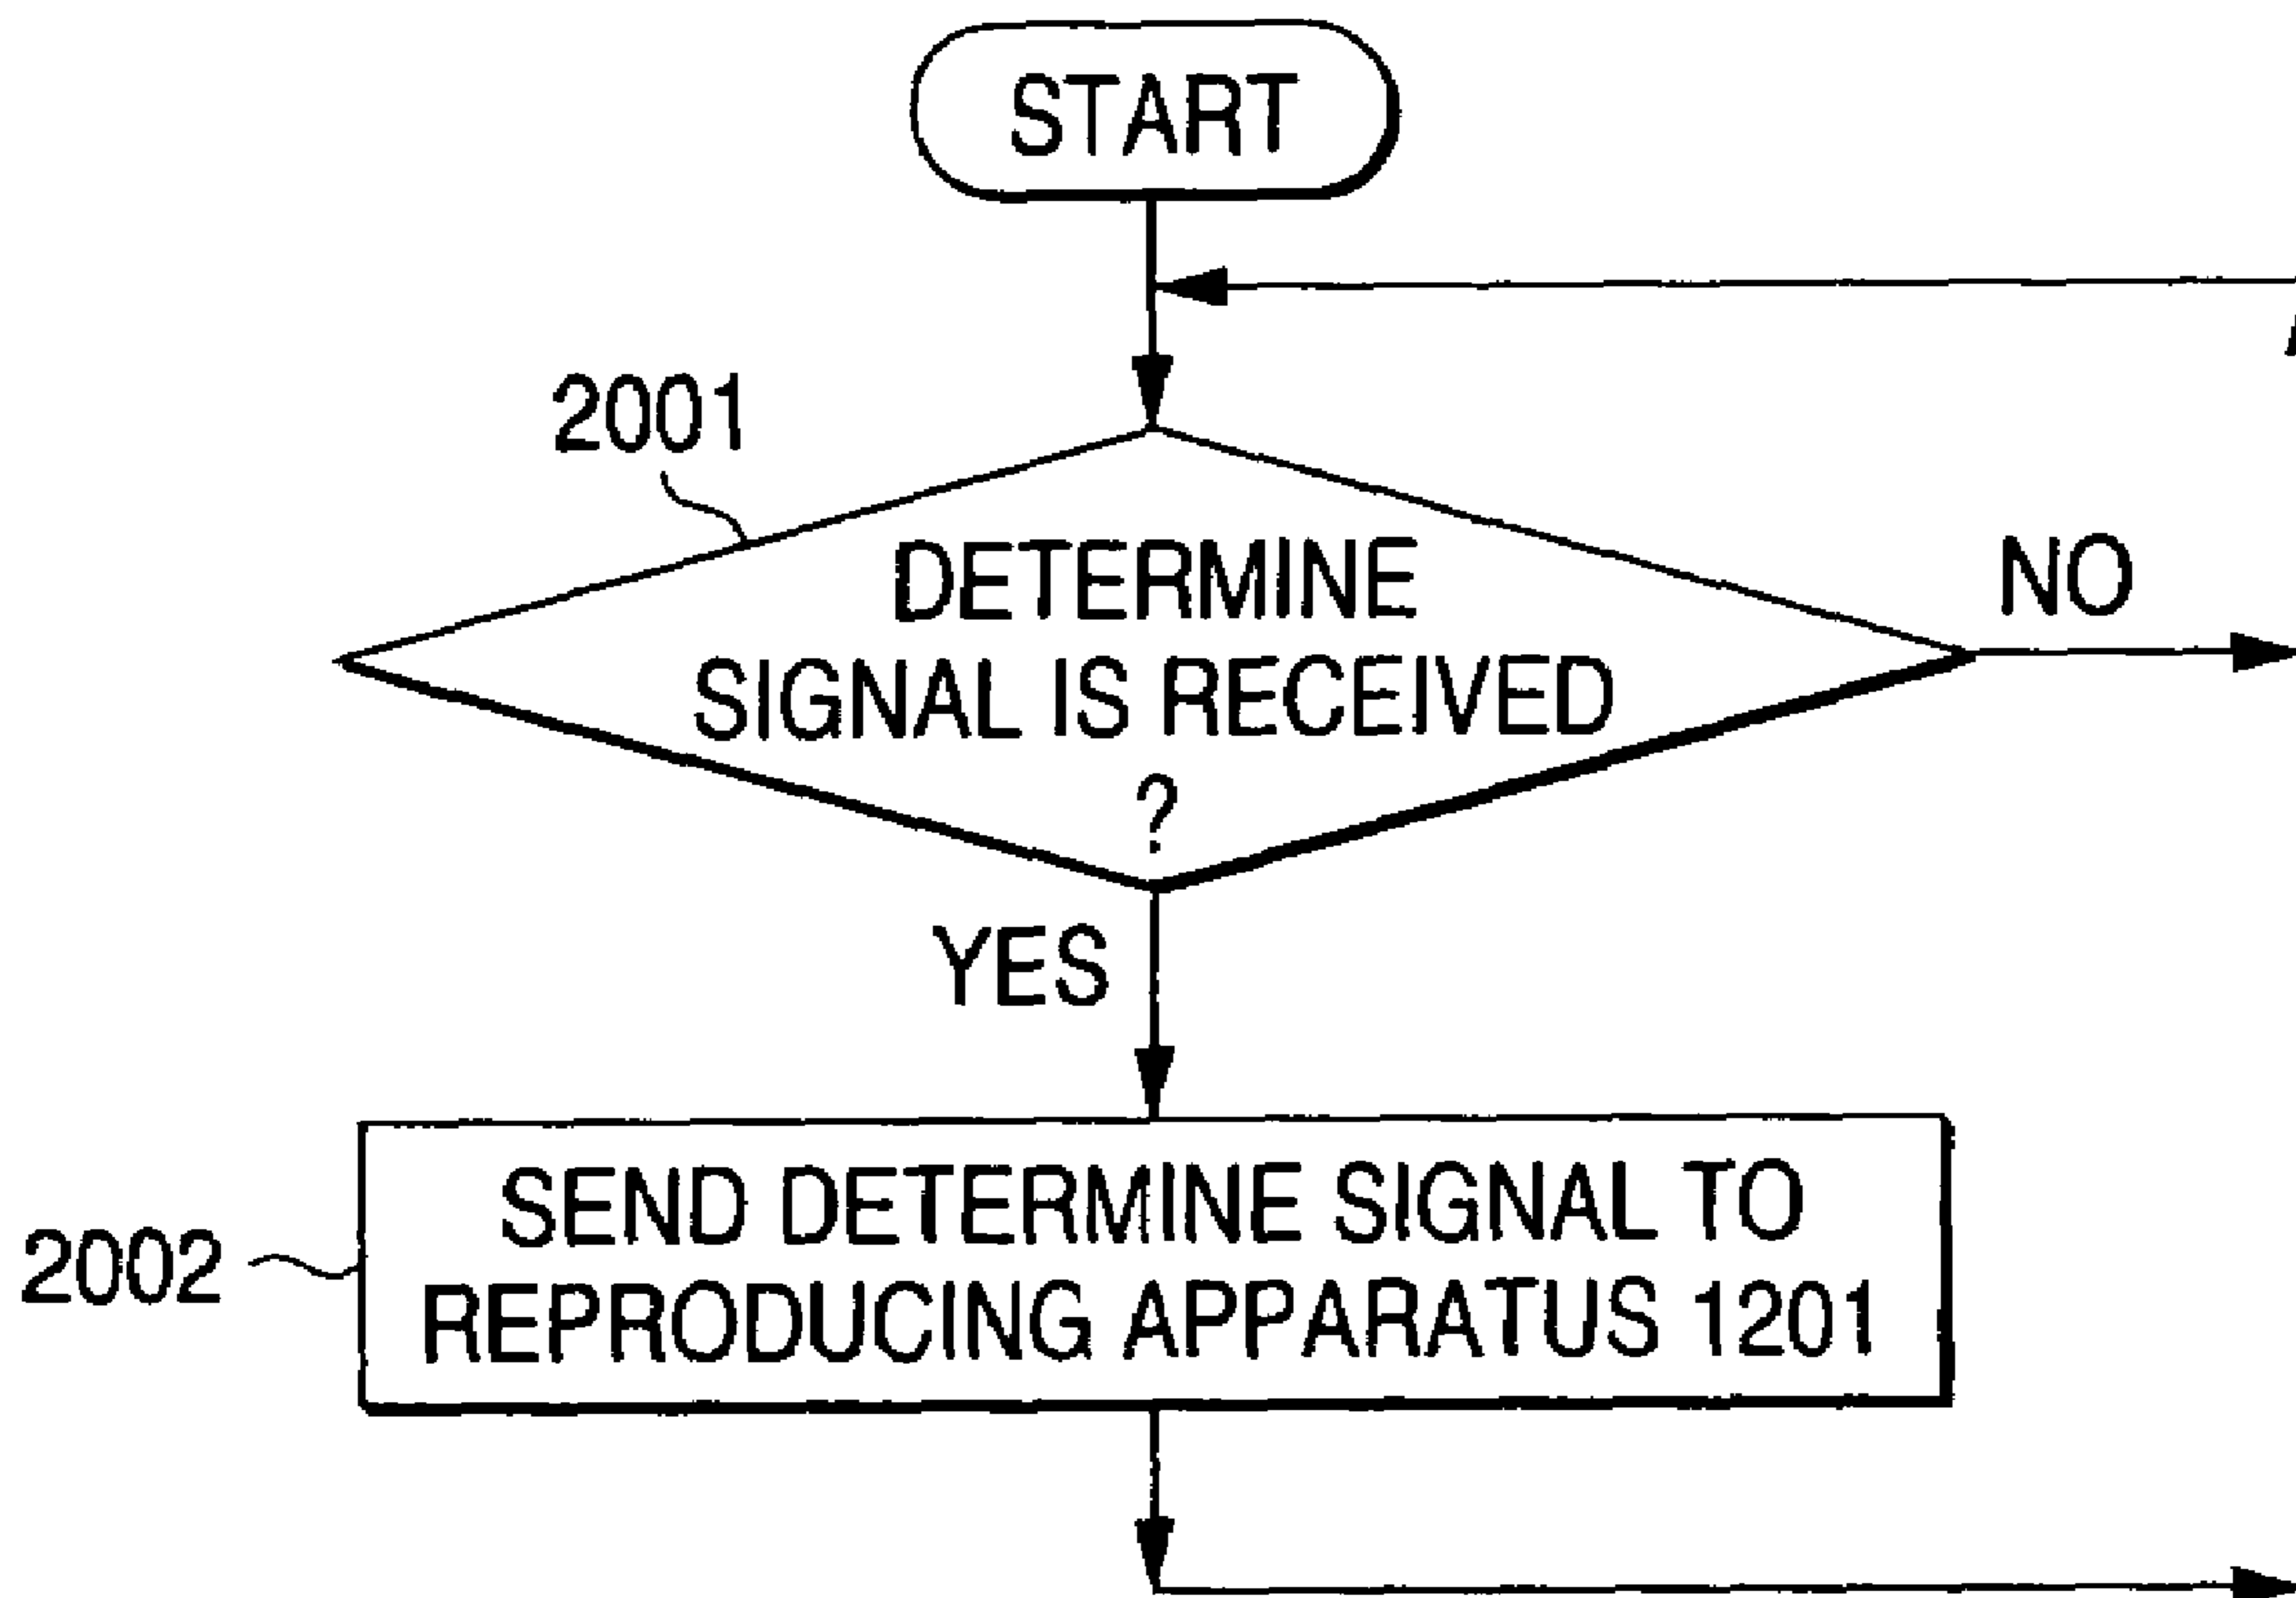 START
2001
DETERMINE
SIGNAL IS RECEIVED
?
NO
YES
2002
SEND DETERMINE SIGNAL TO
REPRODUCING APPARATUS 1201